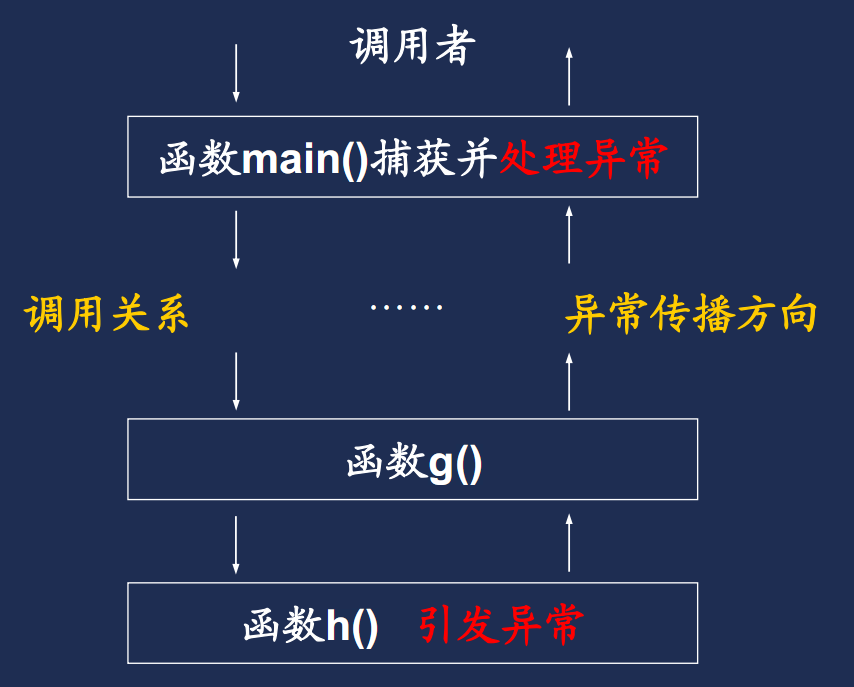 调用者
函数main()捕获并处理异常
调用关系
……
异常传播方向
函数g()
函数h() 引发异常